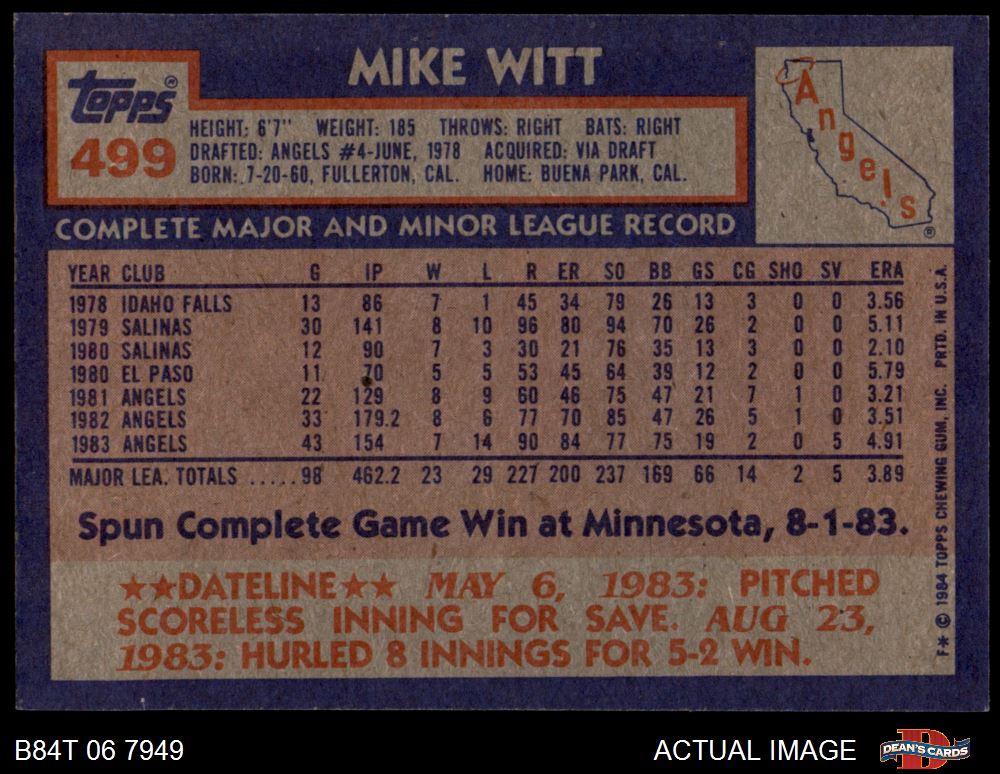 MIKE WITT
Topps®
499
HEIGHT: 6'7" WEIGHT: 185 THROWS: RIGHT BATS: RIGHT
DRAFTED: ANGELS #4-JUNE, 1978 ACQUIRED: VIA DRAFT
BORN: 7-20-60, FULLERTON, CAL. HOME: BUENA PARK, CAL.
Angels
®
COMPLETE MAJOR AND MINOR LEAGUE RECORD
YEAR CLUB G IP W L R ER SO BB GS CG SHO SV ERA
1978 IDAHO FALLS 13 86 7 1 45 34 79 26 13 3 0 0 3.56
1979 SALINAS 30 141 8 10 96 80 94 70 26 2 0 0 5.11
1980 SALINAS 12 90 7 3 30 21 76 35 13 3 0 0 2.10
1980 EL PASO 11 70 5 5 53 45 64 39 12 2 0 0 5.79
1981 ANGELS 22 129 8 9 60 46 75 47 21 7 1 0 3.21
1982 ANGELS 33 179.2 8 6 77 70 85 47 26 5 1 0 3.51
1983 ANGELS 43 154 7 14 90 84 77 75 19 2 0 5 4.91
MAJOR LEA. TOTALS .....98 462.2 23 29 227 200 237 169 66 14 2 5 3.89
Spun Complete Game Win at Minnesota, 8-1-83.
★★DATELINE★★ MAY 6, 1983: PITCHED
SCORELESS INNING FOR SAVE. AUG 23,
1983: HURLED 8 INNINGS FOR 5-2 WIN.
F* © 1984 TOPPS CHEWING GUM, INC. PRTD. IN U.S.A.
B84T 06 7949
ACTUAL IMAGE
DEAN'S CARDS